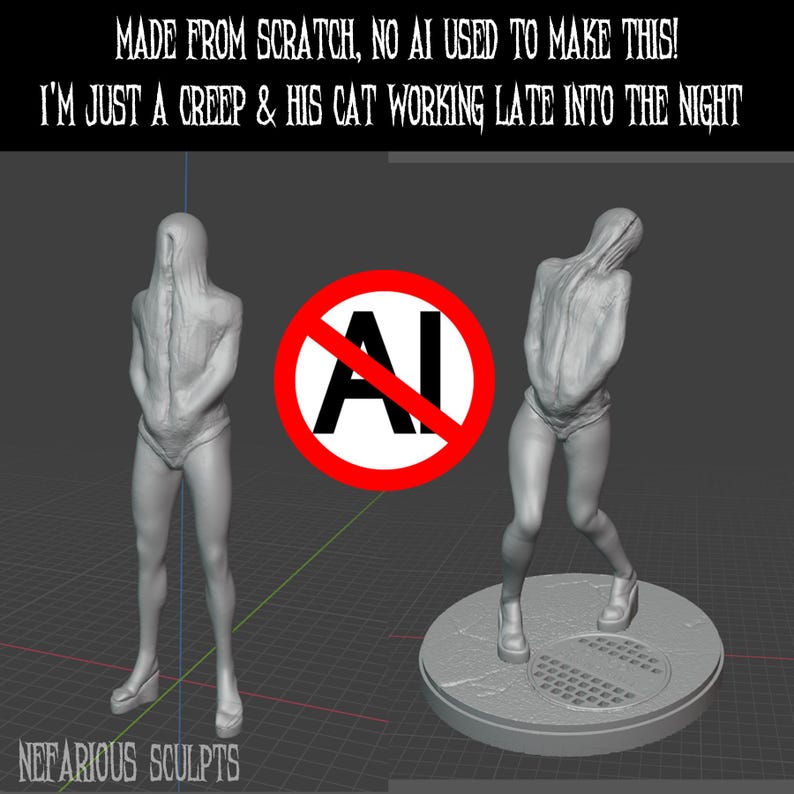 MADE FROM SCRATCH, NO AI USED TO MAKE THIS!
I'M JUST A CREEP & HIS CAT WORKING LATE INTO THE NIGHT
AI
NEFARIOUS SCULPTS